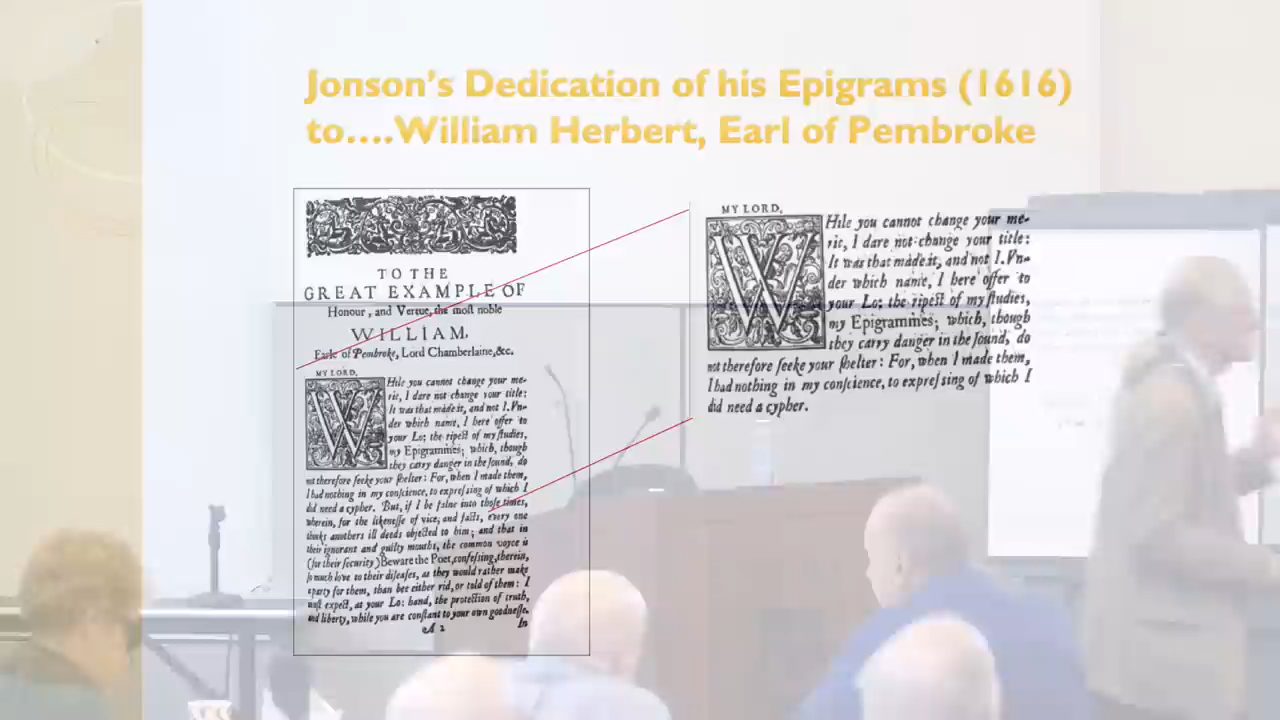 Jonson's Dedication of his Epigrams (1616)
to....William Herbert, Earl of Pembroke
TO THE
GREAT EXAMPLE OF
Honour, and Vertue, the most noble
WILLIAM,
Earle of Pembroke, Lord Chamberlaine, &c.
MY LORD,
WHile you cannot change your me-
rit, I dare not change your title:
It was that made it, and not I. Vn-
der which name, I here offer to
your Lo: the ripest of my studies,
my Epigrammes; which, though
they carry danger in the sound, do
not therefore seeke your shelter: For, when I made them,
I had nothing in my conscience, to expressing of which I
did need a cypher. But, if I be falne into those times,
wherein, for the likenesse of vice, and facts, every one
thinks anothers ill deeds objected to him; and that in
their ignorant and guilty mouths, the common voyce is
(for their security) Beware the Poet, confessing, therein,
so much love to their diseases, as they would rather make
a party for them, than bee either rid, or told of them: I
must expect, at your Lo: hand, the protection of truth,
and liberty, while you are constant to your own goodnesse.
A 2
In
MY LORD,
WHile you cannot change your me-
rit, I dare not change your title:
It was that made it, and not I. Vn-
der which name, I here offer to
your Lo: the ripest of my studies,
my Epigrammes; which, though
they carry danger in the sound, do
not therefore seeke your shelter: For, when I made them,
I had nothing in my conscience, to expressing of which I
did need a cypher.